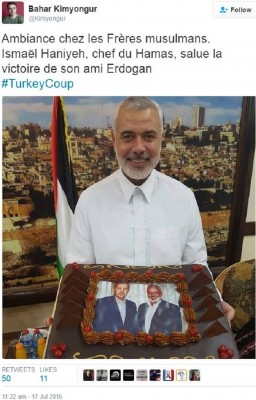 Bahar Kimyongur
@Kimyongur
Follow
Ambiance chez les Frères musulmans.
Ismaël Haniyeh, chef du Hamas, salue la
victoire de son ami Erdogan
#TurkeyCoup
RETWEETS LIKES
50 11
11:22 am - 17 Jul 2016